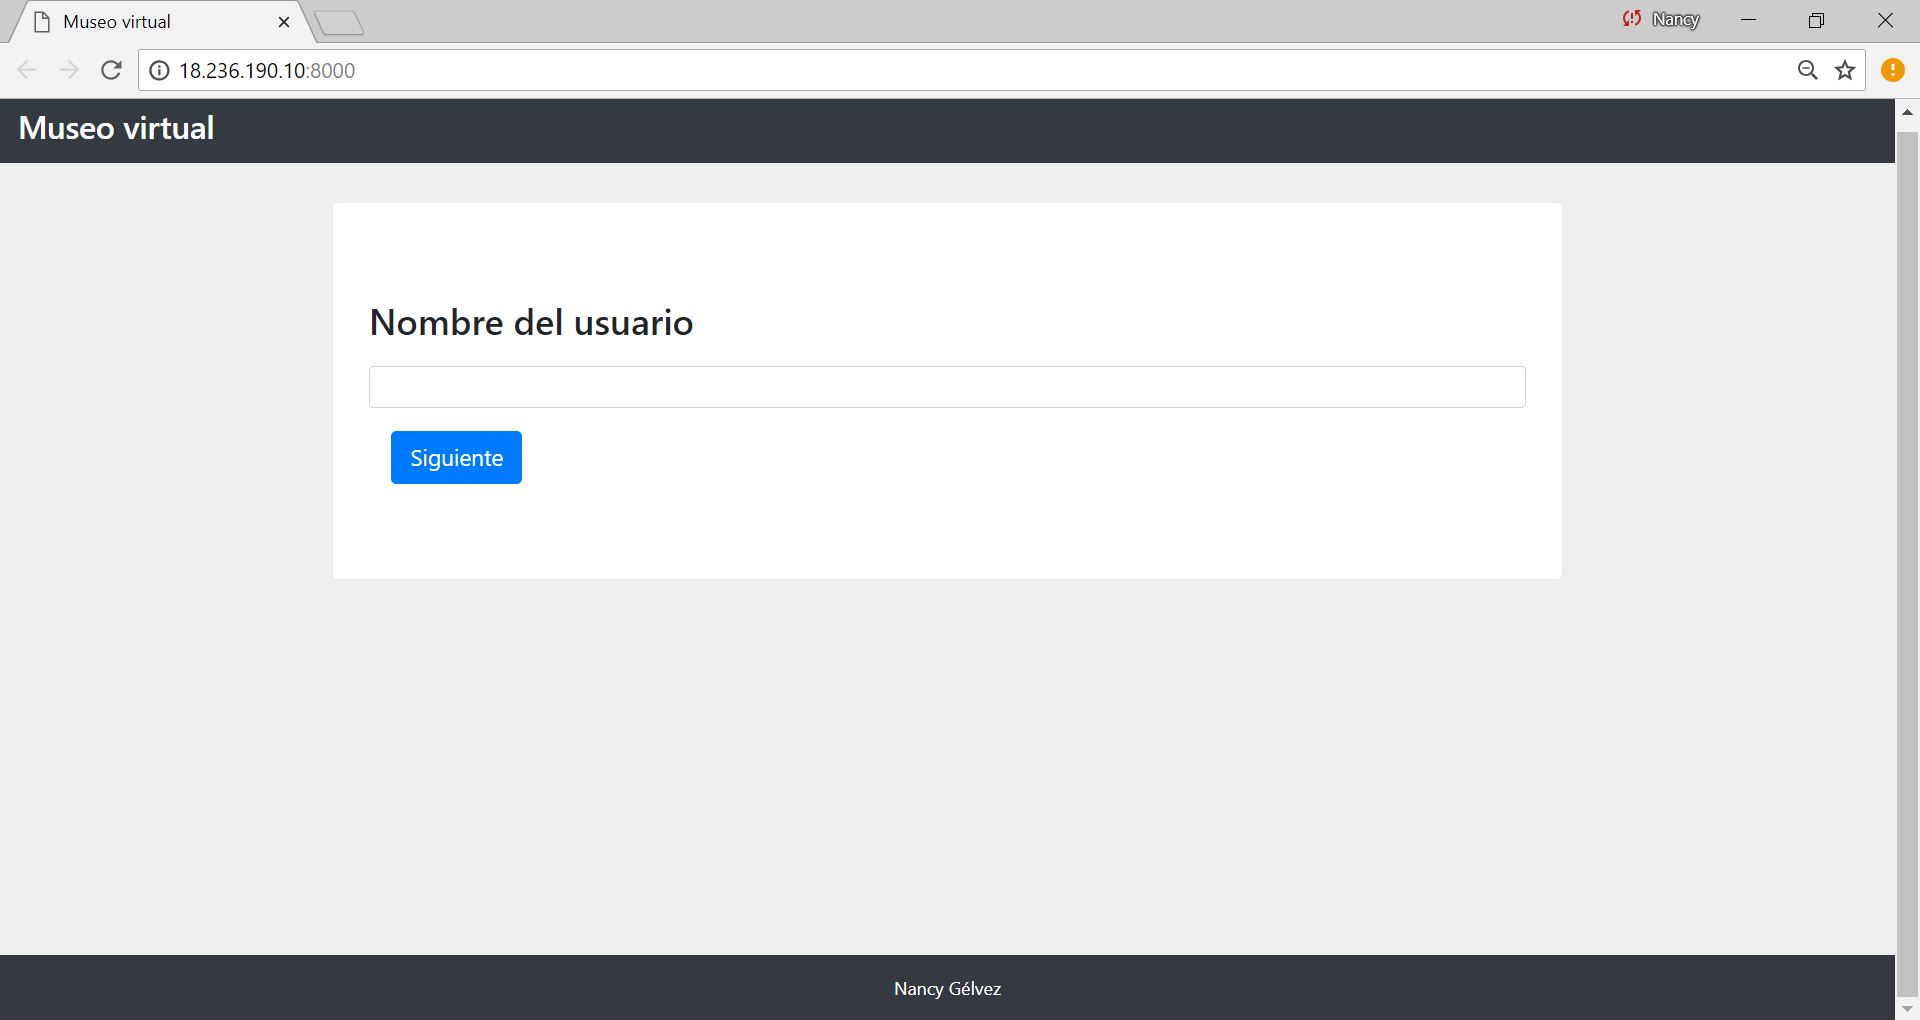 Museo virtual
Nancy
18.236.190.10:8000
Museo virtual
Nombre del usuario
Siguiente
Nancy Gélvez